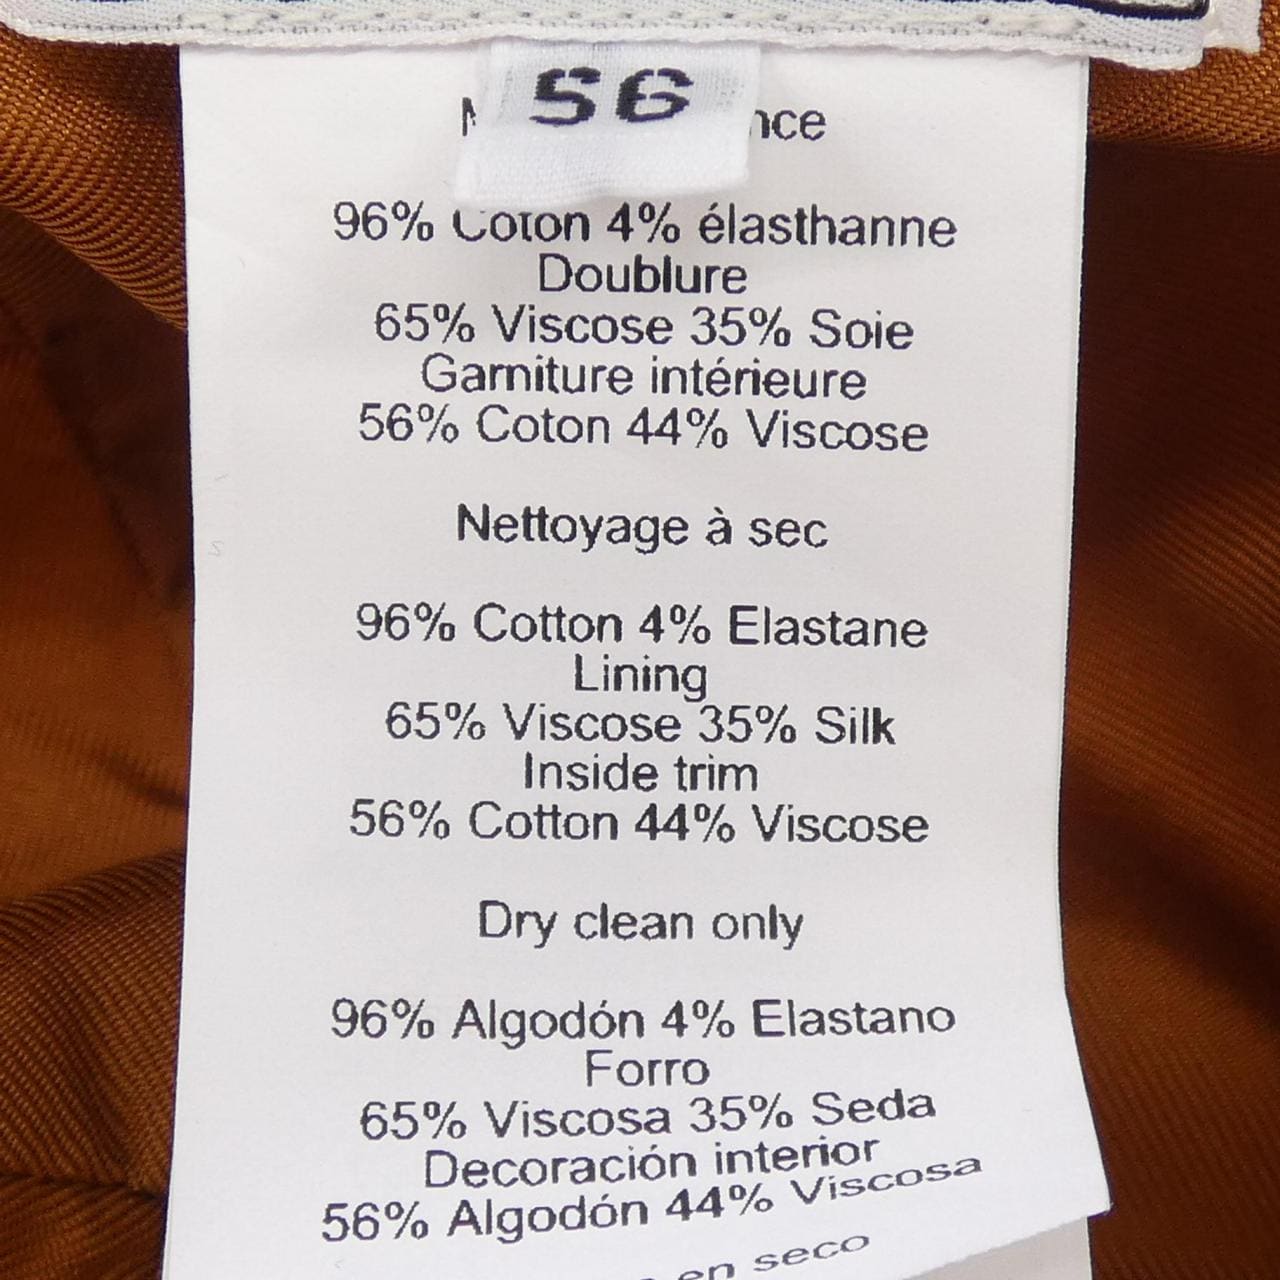 56
96% Coton 4% élasthanne
Doublure
65% Viscose 35% Soie
Garniture intérieure
56% Coton 44% Viscose
Nettoyage à sec
96% Cotton 4% Elastane
Lining
65% Viscose 35% Silk
Inside trim
56% Cotton 44% Viscose
Dry clean only
96% Algodón 4% Elastano
Forro
65% Viscosa 35% Seda
Decoración interior
56% Algodón 44% Viscosa
en seco